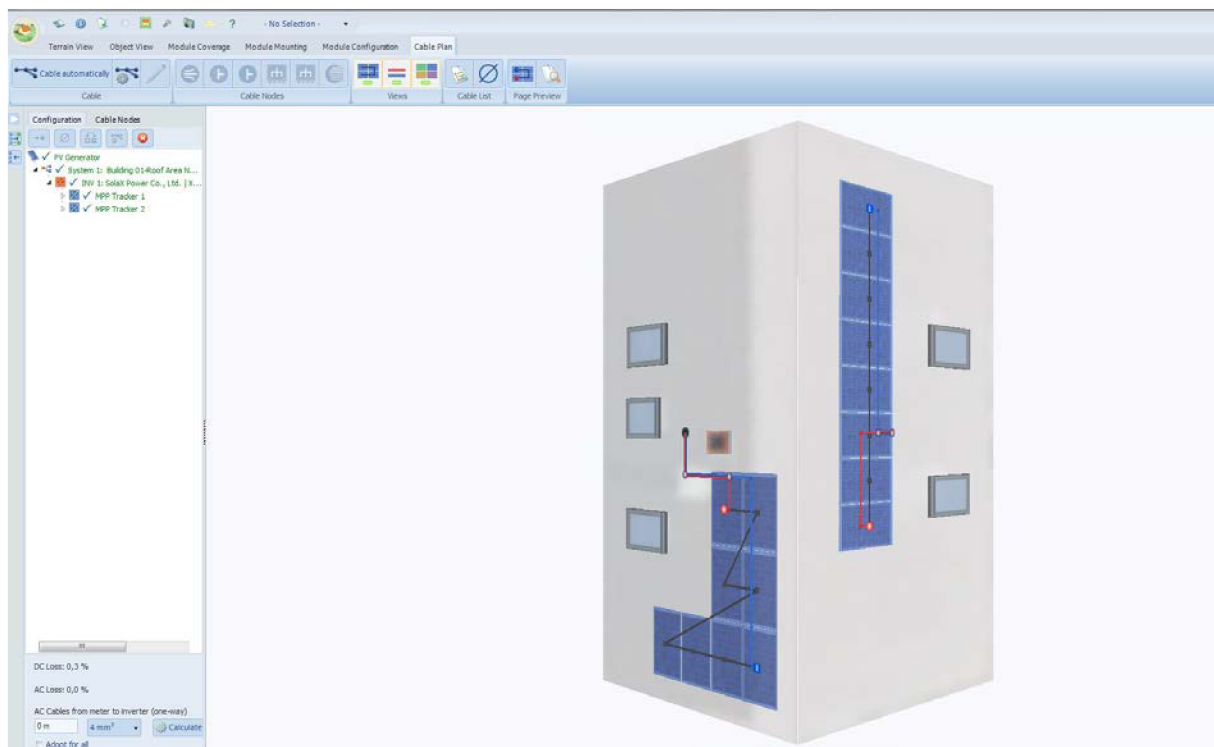 ? - No Selection -
Terrain View Object View Module Coverage Module Mounting Module Configuration Cable Plan
Cable automatically
Cable Cable Nodes Views Cable List Page Preview
Configuration Cable Nodes
PV Generator
System 1: Building 01-Roof Area N...
INV 1: SolaX Power Co., Ltd. | X...
MPP Tracker 1
MPP Tracker 2
DC Loss: 0,3 %
AC Loss: 0,0 %
AC Cables from meter to inverter (one-way)
0 m 4 mm² Calculate
Adopt for all